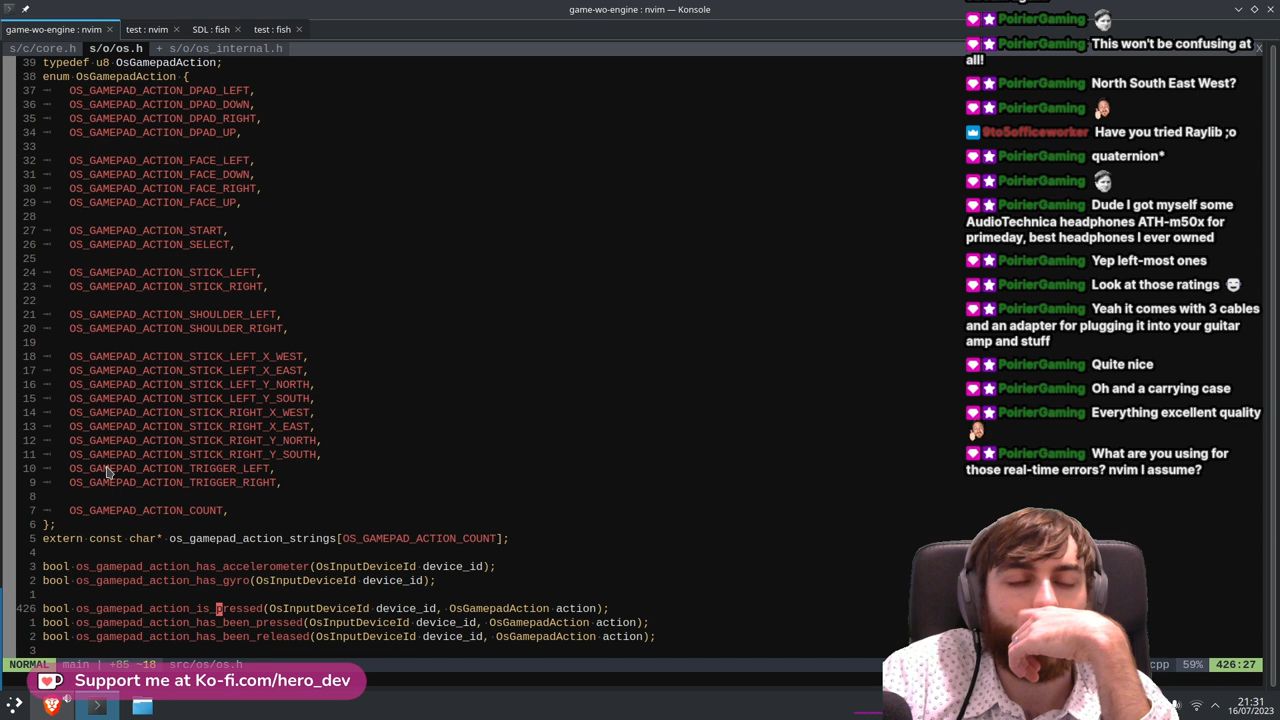 game-wo-engine : nvim — Konsole
game-wo-engine : nvim
test : nvim
SDL : fish
test : fish
s/c/core.h
s/o/os.h
+ s/o/os_internal.h
X
39 typedef u8 OsGamepadAction;
38 enum OsGamepadAction {
37 OS_GAMEPAD_ACTION_DPAD_LEFT,
36 OS_GAMEPAD_ACTION_DPAD_DOWN,
35 OS_GAMEPAD_ACTION_DPAD_RIGHT,
34 OS_GAMEPAD_ACTION_DPAD_UP,
33
32 OS_GAMEPAD_ACTION_FACE_LEFT,
31 OS_GAMEPAD_ACTION_FACE_DOWN,
30 OS_GAMEPAD_ACTION_FACE_RIGHT,
29 OS_GAMEPAD_ACTION_FACE_UP,
28
27 OS_GAMEPAD_ACTION_START,
26 OS_GAMEPAD_ACTION_SELECT,
25
24 OS_GAMEPAD_ACTION_STICK_LEFT,
23 OS_GAMEPAD_ACTION_STICK_RIGHT,
22
21 OS_GAMEPAD_ACTION_SHOULDER_LEFT,
20 OS_GAMEPAD_ACTION_SHOULDER_RIGHT,
19
18 OS_GAMEPAD_ACTION_STICK_LEFT_X_WEST,
17 OS_GAMEPAD_ACTION_STICK_LEFT_X_EAST,
16 OS_GAMEPAD_ACTION_STICK_LEFT_Y_NORTH,
15 OS_GAMEPAD_ACTION_STICK_LEFT_Y_SOUTH,
14 OS_GAMEPAD_ACTION_STICK_RIGHT_X_WEST,
13 OS_GAMEPAD_ACTION_STICK_RIGHT_X_EAST,
12 OS_GAMEPAD_ACTION_STICK_RIGHT_Y_NORTH,
11 OS_GAMEPAD_ACTION_STICK_RIGHT_Y_SOUTH,
10 OS_GAMEPAD_ACTION_TRIGGER_LEFT,
9 OS_GAMEPAD_ACTION_TRIGGER_RIGHT,
8
7 OS_GAMEPAD_ACTION_COUNT,
6 };
5 extern const char* os_gamepad_action_strings[OS_GAMEPAD_ACTION_COUNT];
4
3 bool os_gamepad_action_has_accelerometer(OsInputDeviceId device_id);
2 bool os_gamepad_action_has_gyro(OsInputDeviceId device_id);
1
426 bool os_gamepad_action_is_pressed(OsInputDeviceId device_id, OsGamepadAction action);
1 bool os_gamepad_action_has_been_pressed(OsInputDeviceId device_id, OsGamepadAction action);
2 bool os_gamepad_action_has_been_released(OsInputDeviceId device_id, OsGamepadAction action);
3
NORMAL main | +85 ~18 src/os/os.h cpp 59% 426:27
Support me at Ko-fi.com/hero_dev
PoirierGaming
PoirierGaming This won't be confusing at
all!
PoirierGaming North South East West?
PoirierGaming
9to5officeworker Have you tried Raylib ;o
PoirierGaming quaternion*
PoirierGaming
PoirierGaming Dude I got myself some
AudioTechnica headphones ATH-m50x for
primeday, best headphones I ever owned
PoirierGaming Yep left-most ones
PoirierGaming Look at those ratings
PoirierGaming Yeah it comes with 3 cables
and an adapter for plugging it into your guitar
amp and stuff
PoirierGaming Quite nice
PoirierGaming Oh and a carrying case
PoirierGaming Everything excellent quality
PoirierGaming What are you using for
those real-time errors? nvim I assume?
21:31
16/07/2023